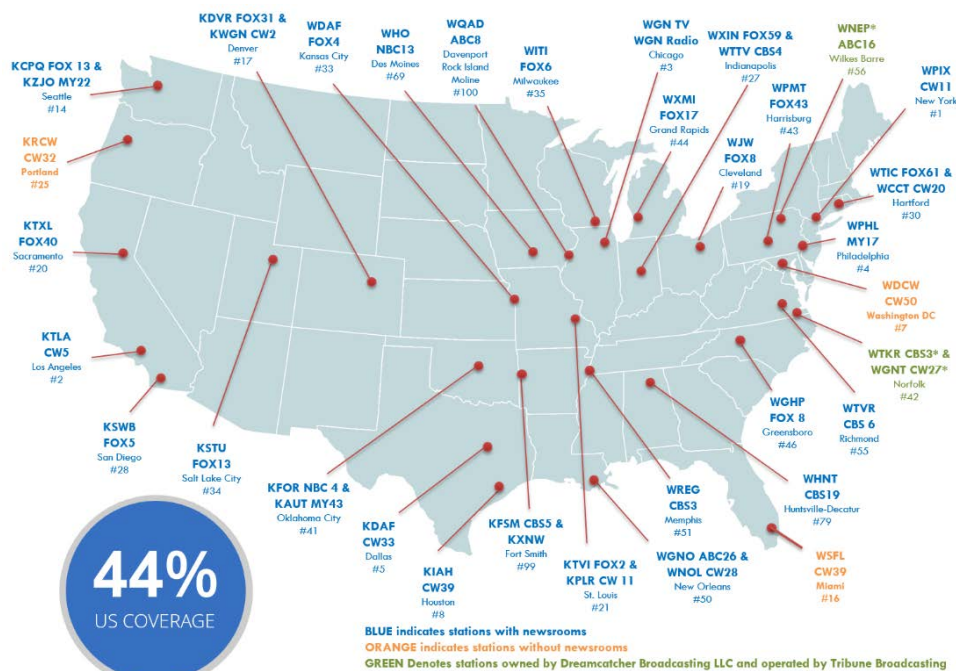 KDVR FOX31 &
KWGN CW2
Denver
#17
WDAF
FOX4
Kansas City
#33
WHO
NBC13
Des Moines
#69
WQAD
ABC8
Davenport
Rock Island
Moline
#100
WITI
FOX6
Milwaukee
#35
WGN TV
WGN Radio
Chicago
#3
WXIN FOX59 &
WTTV CBS4
Indianapolis
#27
WNEP*
ABC16
Wilkes Barre
#56
WPIX
CW11
New York
#1
KCPQ FOX 13 &
KZJO MY22
Seattle
#14
WXMI
FOX17
Grand Rapids
#44
WPMT
FOX43
Harrisburg
#43
KRCW
CW32
Portland
#25
WJW
FOX8
Cleveland
#19
WTIC FOX61 &
WCCT CW20
Hartford
#30
KTXL
FOX40
Sacramento
#20
WPHL
MY17
Philadelphia
#4
WDCW
CW50
Washington DC
#7
KTLA
CW5
Los Angeles
#2
WTKR CBS3* &
WGNT CW27*
Norfolk
#42
KSWB
FOX5
San Diego
#28
KSTU
FOX13
Salt Lake City
#34
WGHP
FOX 8
Greensboro
#46
WTVR
CBS 6
Richmond
#55
KFOR NBC 4 &
KAUT MY43
Oklahoma City
#41
KDAF
CW33
Dallas
#5
KIAH
CW39
Houston
#8
KFSM CBS5 &
KXNW
Fort Smith
#99
KTVI FOX2 &
KPLR CW 11
St. Louis
#21
WREG
CBS3
Memphis
#51
WGNO ABC26 &
WNOL CW28
New Orleans
#50
WHNT
CBS19
Huntsville-Decatur
#79
WSFL
CW39
Miami
#16
44%
US COVERAGE
BLUE indicates stations with newsrooms
ORANGE indicates stations without newsrooms
GREEN Denotes stations owned by Dreamcatcher Broadcasting LLC and operated by Tribune Broadcasting